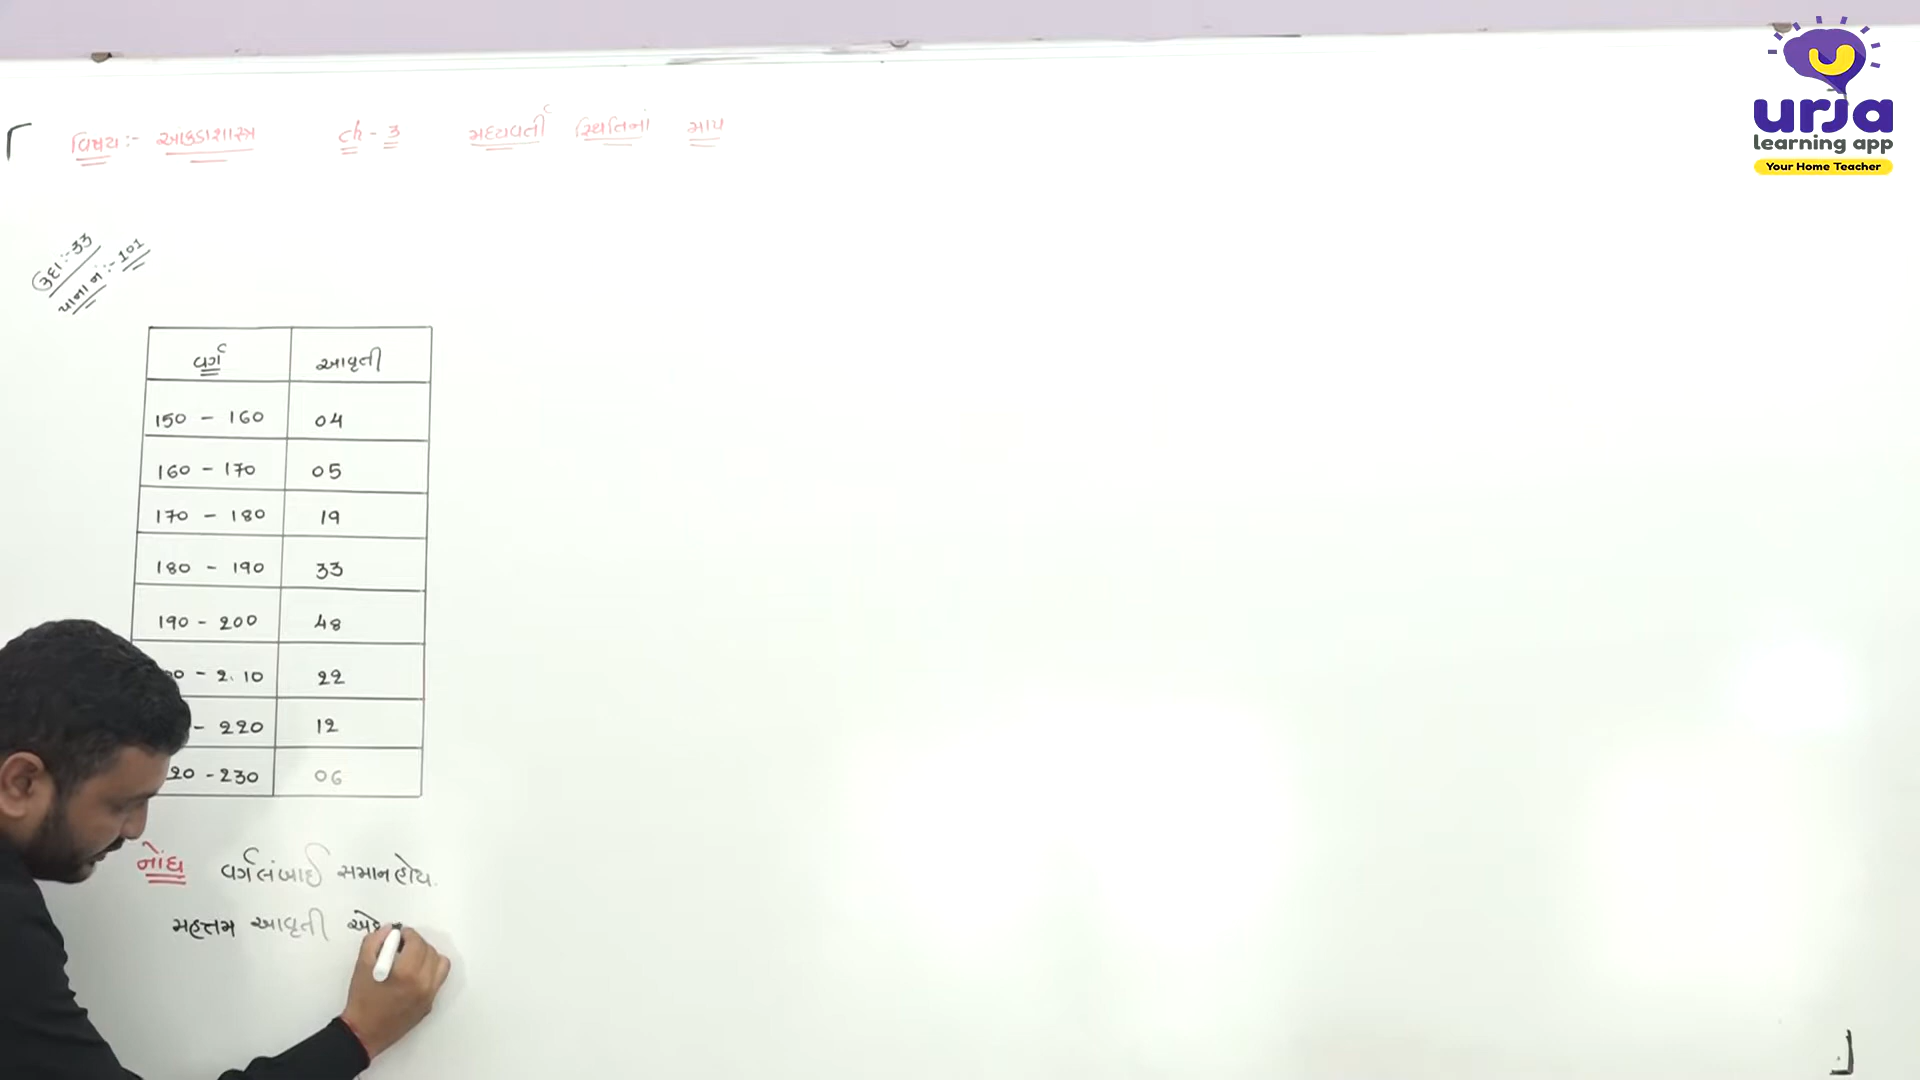 વિષય:- આકડાશાસ્ત્ર ch - 3 મધ્યવર્તી સ્થિતિનાં માપ
urja
learning app
Your Home Teacher
ઉદા:-33
પાના નં:- 101
વર્ગ આવૃતી
150 - 160 04
160 - 170 05
170 - 180 19
180 - 190 33
190 - 200 48
- 2.10 22
- 220 12
20 - 230 06
નોંધ વર્ગલંબાઈ સમાન હોય.
મહત્તમ આવૃતી